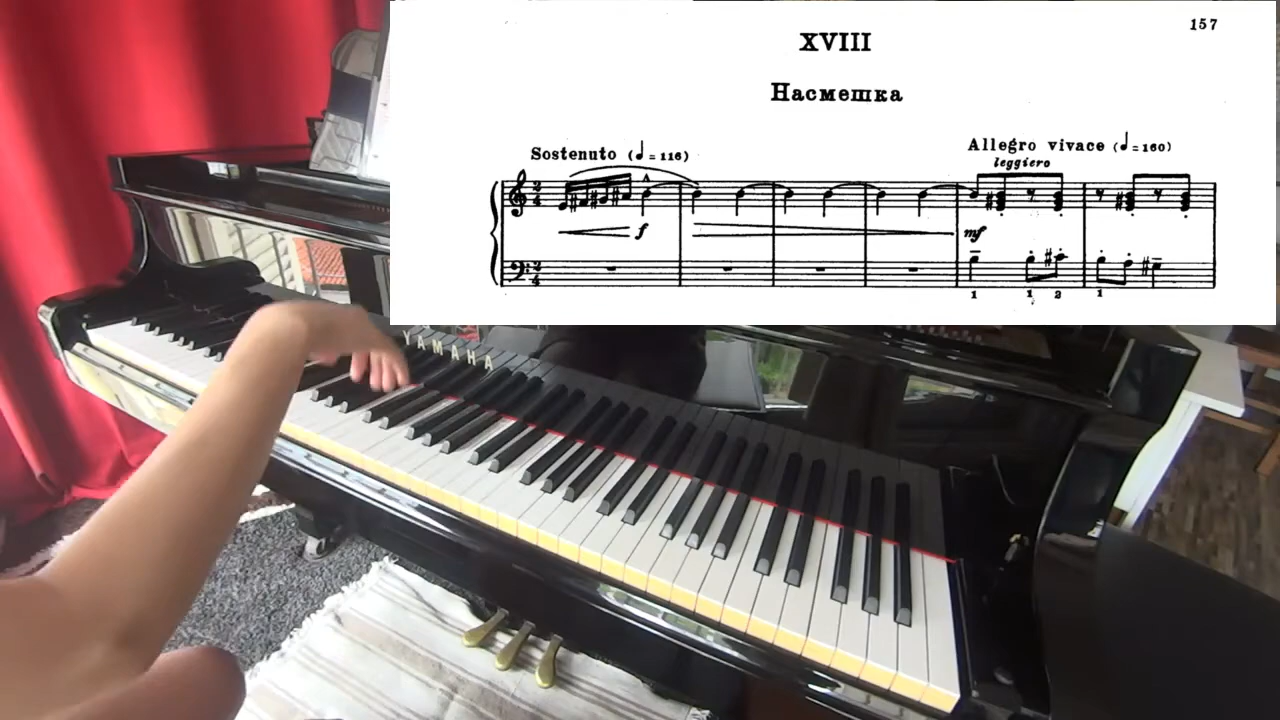 157
XVIII
Насмешка
Sostenuto (♩=116)
Allegro vivace (♩=160)
leggiero
f
mf
1 1 2 1
YAMAHA